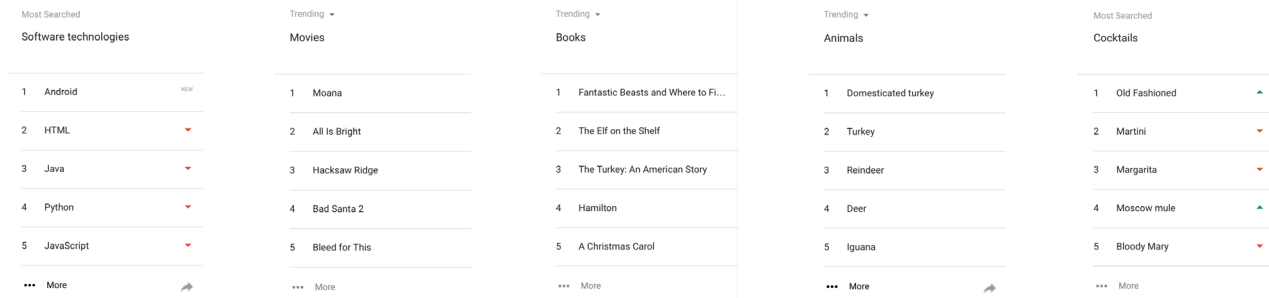 Most Searched
Software technologies
1 Android NEW
2 HTML
3 Java
4 Python
5 JavaScript
More
Trending
Movies
1 Moana
2 All Is Bright
3 Hacksaw Ridge
4 Bad Santa 2
5 Bleed for This
More
Trending
Books
1 Fantastic Beasts and Where to Fi...
2 The Elf on the Shelf
3 The Turkey: An American Story
4 Hamilton
5 A Christmas Carol
More
Trending
Animals
1 Domesticated turkey
2 Turkey
3 Reindeer
4 Deer
5 Iguana
More
Most Searched
Cocktails
1 Old Fashioned
2 Martini
3 Margarita
4 Moscow mule
5 Bloody Mary
More